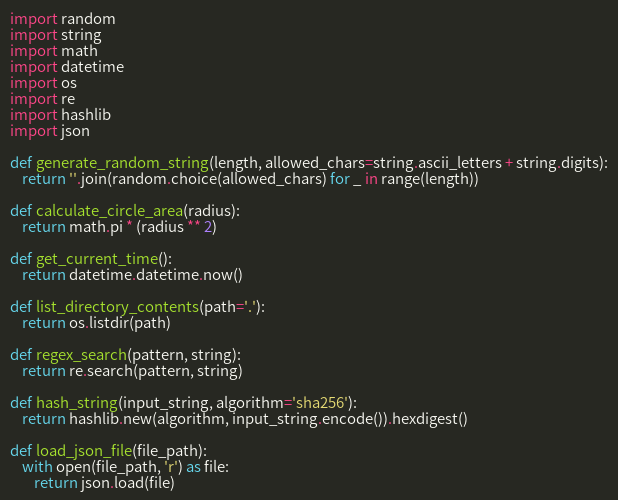 import random
import string
import math
import datetime
import os
import re
import hashlib
import json

def generate_random_string(length, allowed_chars=string.ascii_letters + string.digits):
   return ''.join(random.choice(allowed_chars) for _ in range(length))

def calculate_circle_area(radius):
   return math.pi * (radius ** 2)

def get_current_time():
   return datetime.datetime.now()

def list_directory_contents(path='.'):
   return os.listdir(path)

def regex_search(pattern, string):
   return re.search(pattern, string)

def hash_string(input_string, algorithm='sha256'):
   return hashlib.new(algorithm, input_string.encode()).hexdigest()

def load_json_file(file_path):
   with open(file_path, 'r') as file:
      return json.load(file)